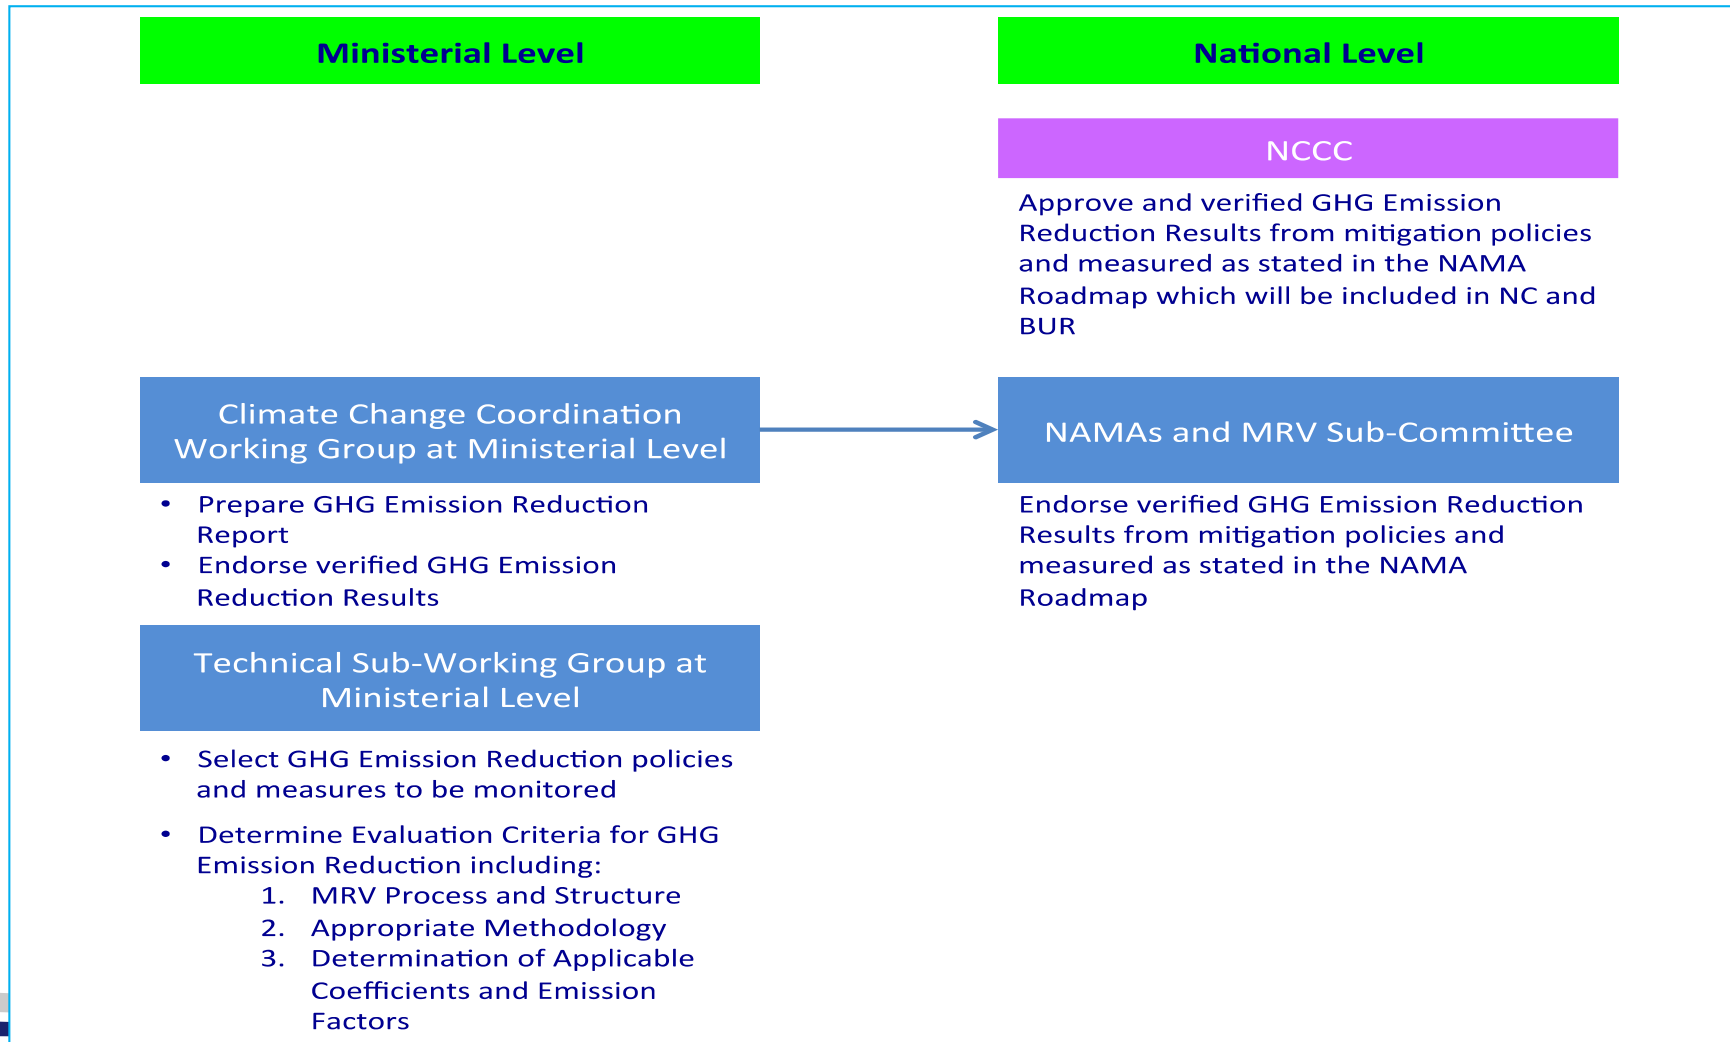 Ministerial Level
National Level
NCCC
Approve and verified GHG Emission
Reduction Results from mitigation policies
and measured as stated in the NAMA
Roadmap which will be included in NC and
BUR
Climate Change Coordination
Working Group at Ministerial Level
• Prepare GHG Emission Reduction
Report
• Endorse verified GHG Emission
Reduction Results
NAMAs and MRV Sub-Committee
Endorse verified GHG Emission Reduction
Results from mitigation policies and
measured as stated in the NAMA
Roadmap
Technical Sub-Working Group at
Ministerial Level
• Select GHG Emission Reduction policies
and measures to be monitored
• Determine Evaluation Criteria for GHG
Emission Reduction including:
1. MRV Process and Structure
2. Appropriate Methodology
3. Determination of Applicable
Coefficients and Emission
Factors